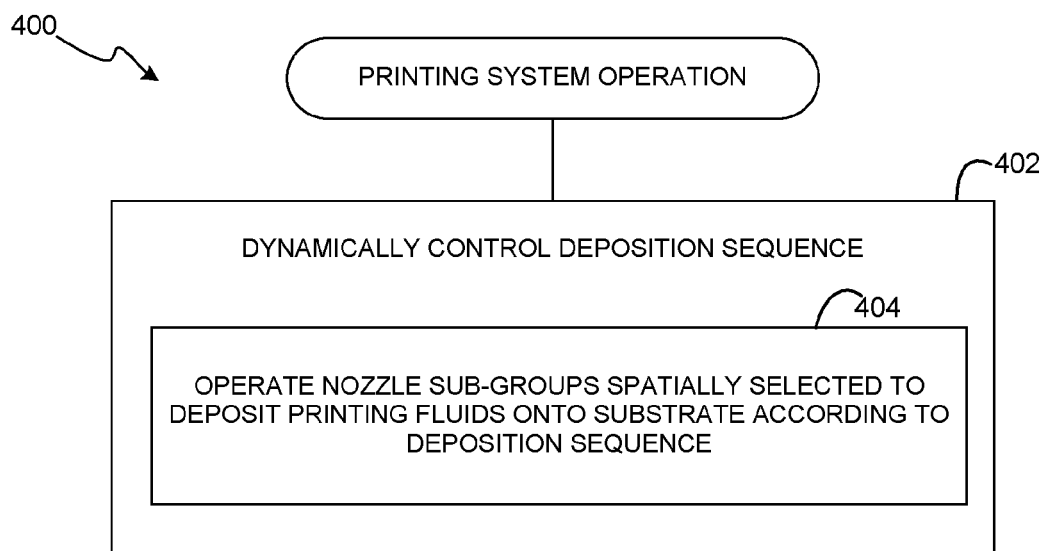 400
PRINTING SYSTEM OPERATION
402
DYNAMICALLY CONTROL DEPOSITION SEQUENCE
404
OPERATE NOZZLE SUB-GROUPS SPATIALLY SELECTED TO
DEPOSIT PRINTING FLUIDS ONTO SUBSTRATE ACCORDING TO
DEPOSITION SEQUENCE